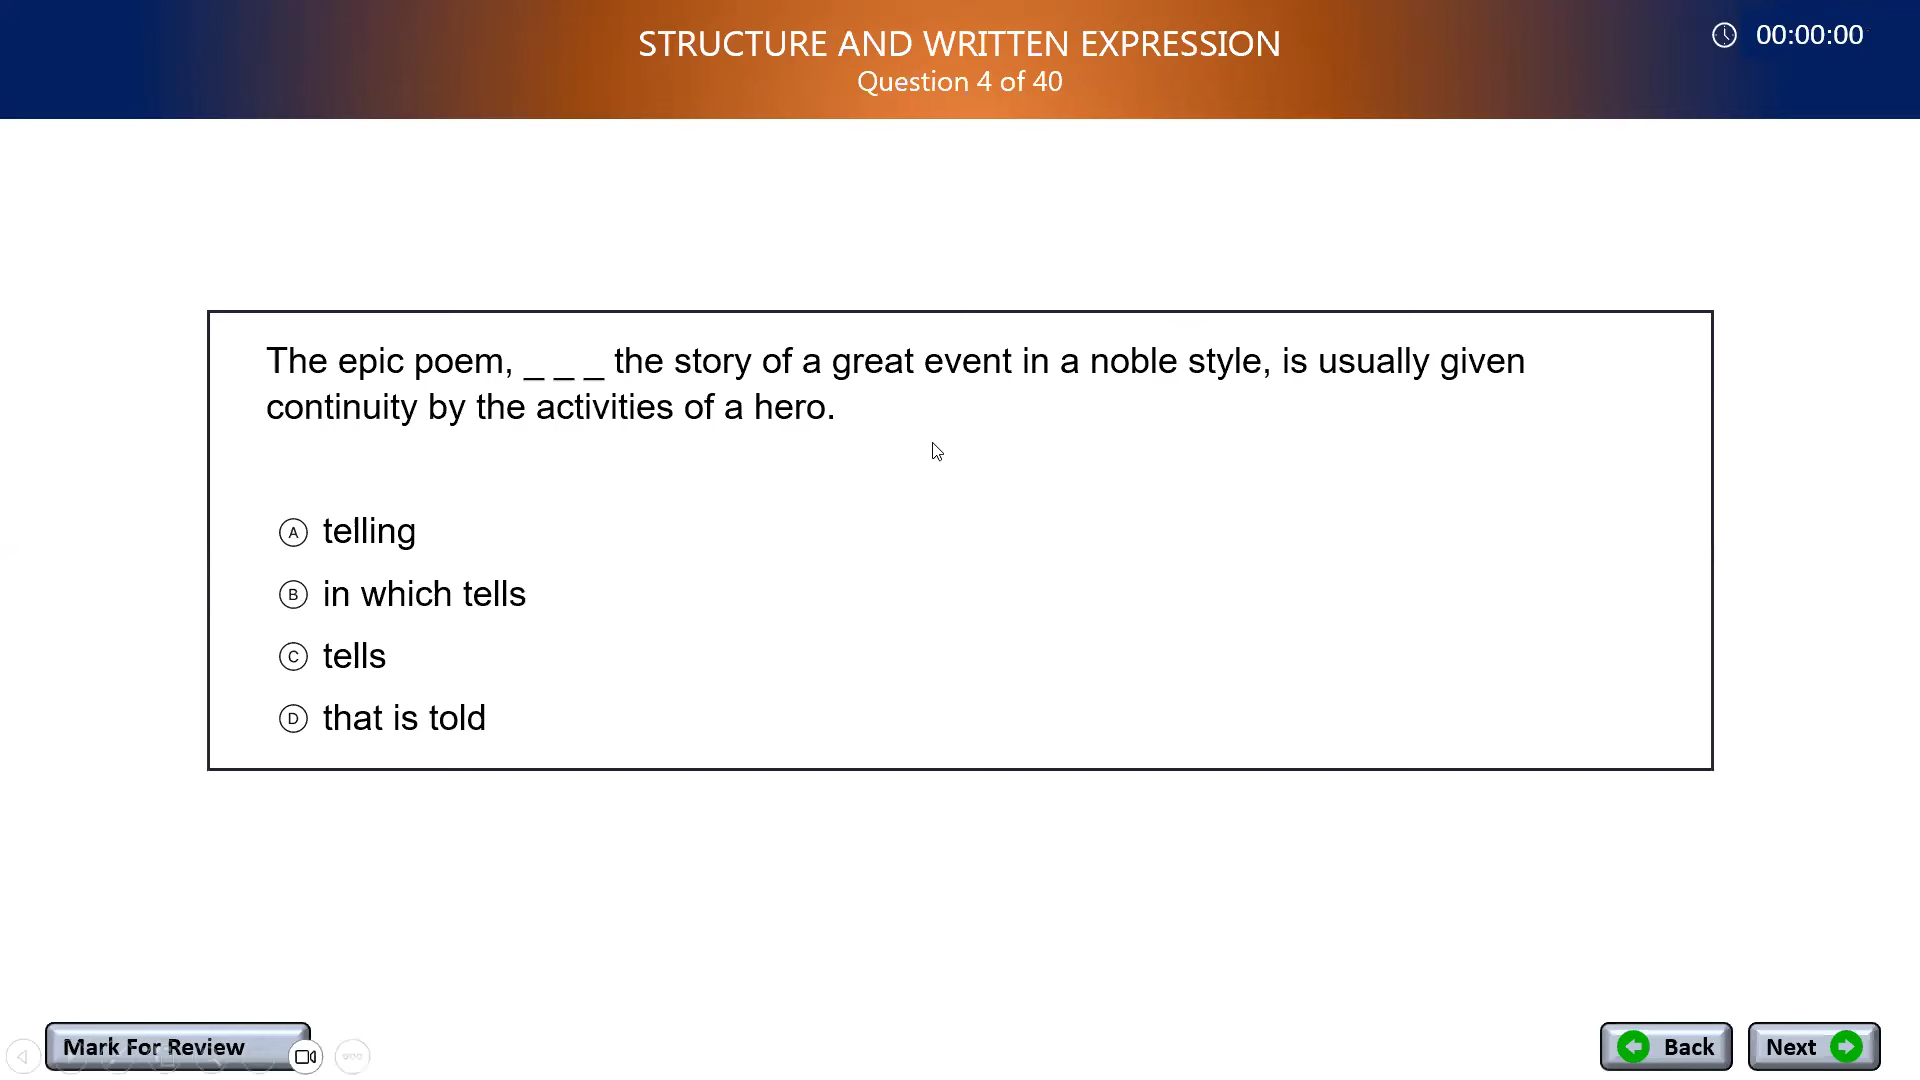 STRUCTURE AND WRITTEN EXPRESSION
Question 4 of 40
00:00:00
The epic poem, _ _ _ the story of a great event in a noble style, is usually given
continuity by the activities of a hero.
A telling
B in which tells
C tells
D that is told
Mark For Review
Back
Next